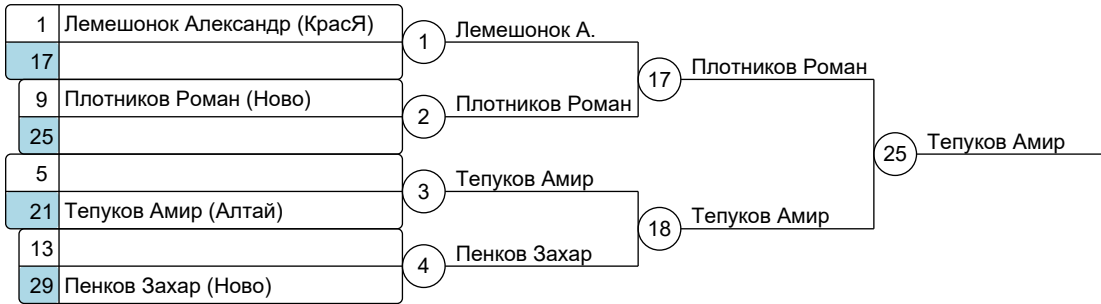 1 Лемешонок Александр (КрасЯ)
17
1 Лемешонок А.
9 Плотников Роман (Ново)
25
2 Плотников Роман
17 Плотников Роман
5
21 Тепуков Амир (Алтай)
3 Тепуков Амир
13
29 Пенков Захар (Ново)
4 Пенков Захар
18 Тепуков Амир
25 Тепуков Амир